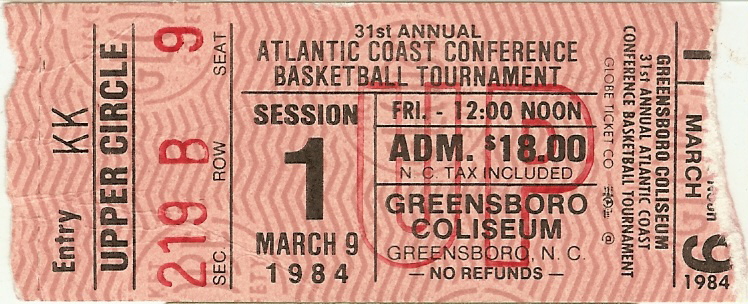 Entry KK
UPPER CIRCLE
219 B 9
SEC. ROW SEAT
31st ANNUAL
ATLANTIC COAST CONFERENCE
BASKETBALL TOURNAMENT
SESSION
1
MARCH 9
1984
FRI. - 12:00 NOON
ADM. $18.00
N.C. TAX INCLUDED
GREENSBORO
COLISEUM
GREENSBORO, N. C.
— NO REFUNDS —
UP
GLOBE TICKET CO
CONFERENCE BASKETBALL TOURNAMENT
31st ANNUAL ATLANTIC COAST
GREENSBORO COLISEUM
1
MARCH
9
1984